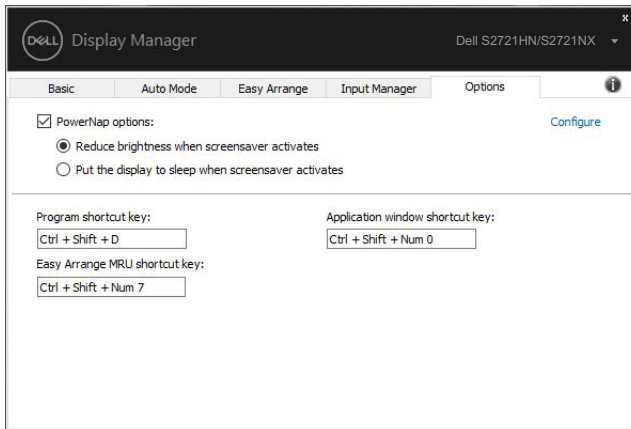 x
DELL Display Manager
Dell S2721HN/S2721NX
Basic Auto Mode Easy Arrange Input Manager Options i
PowerNap options: Configure
Reduce brightness when screensaver activates
Put the display to sleep when screensaver activates
Program shortcut key: Application window shortcut key:
Ctrl + Shift + D Ctrl + Shift + Num 0
Easy Arrange MRU shortcut key:
Ctrl + Shift + Num 7